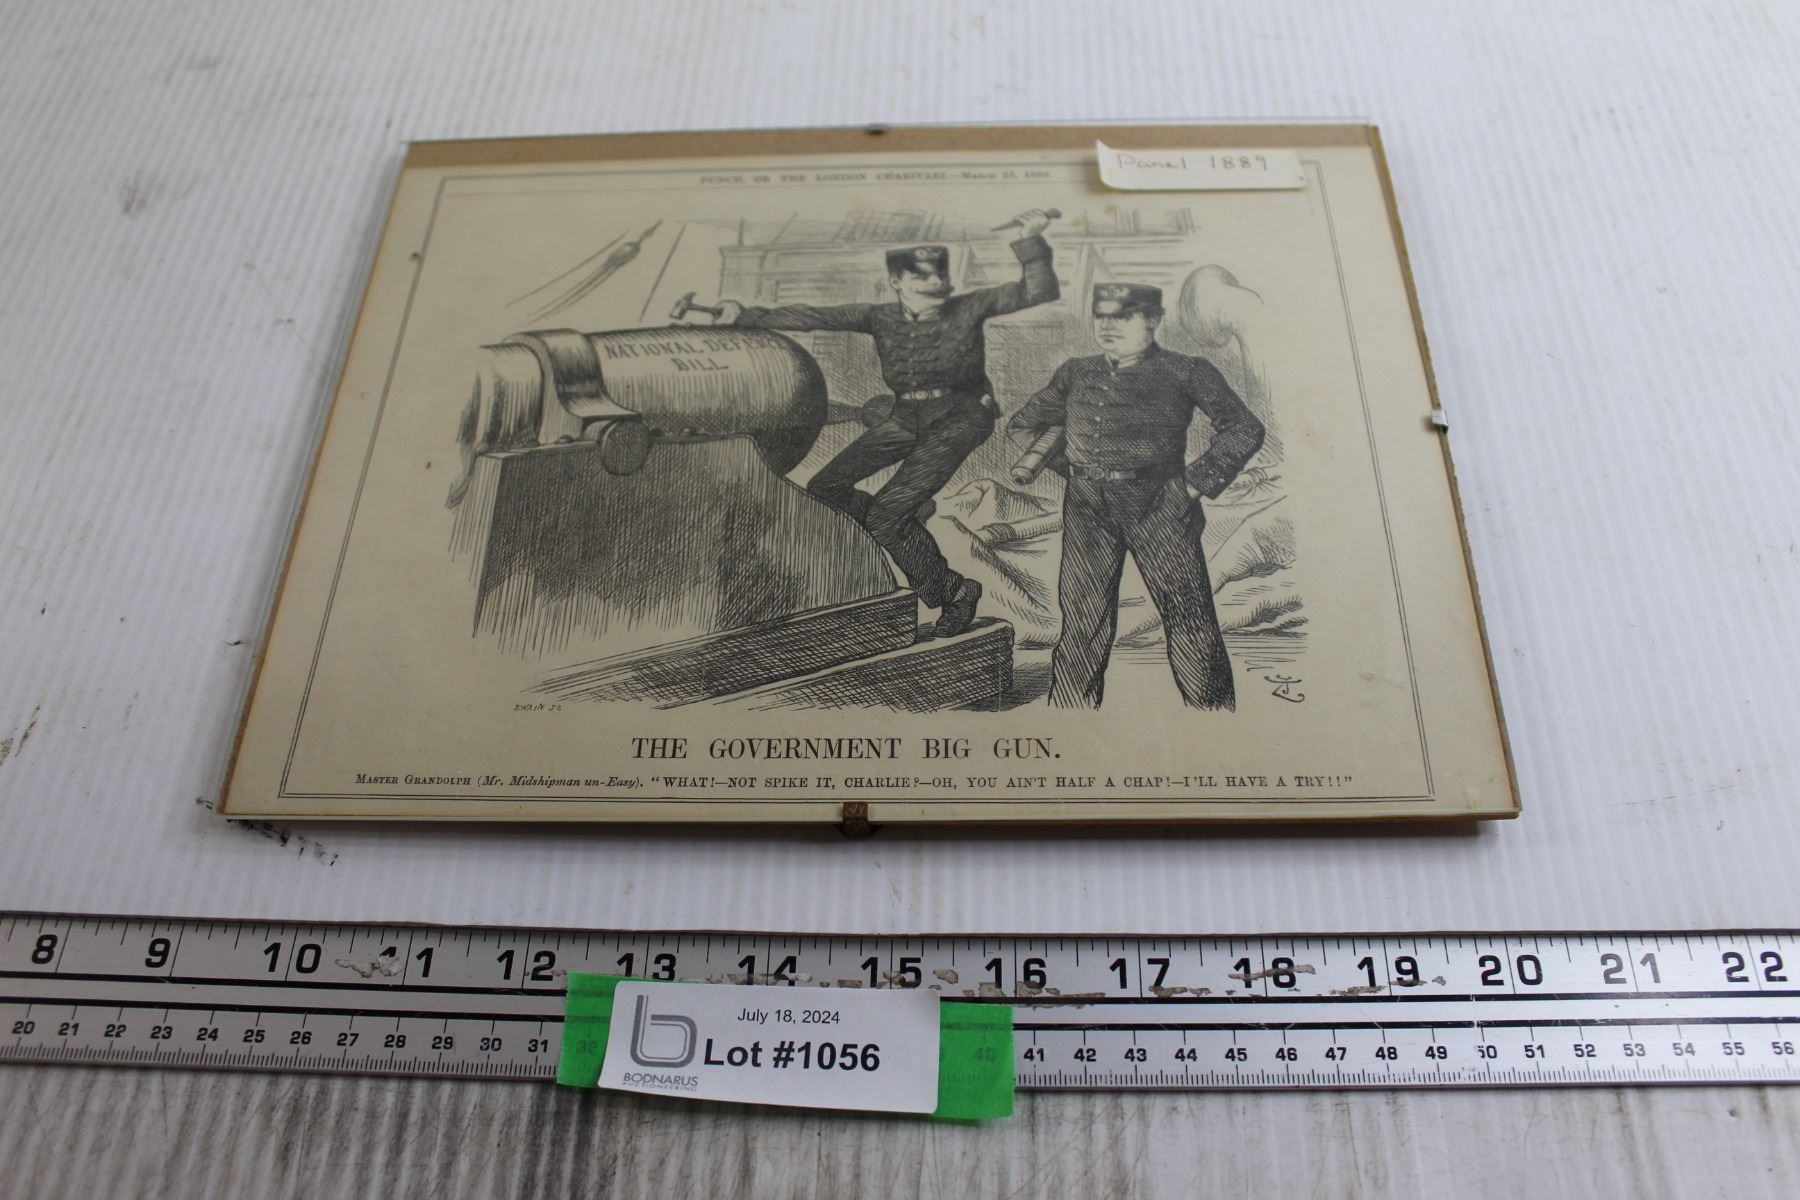 Punch 1889
PUNCH, OR THE LONDON CHARIVARI.—March 23, 1889.
NATIONAL DEFENCE
BILL
SWAIN SC
THE GOVERNMENT BIG GUN.
Master Grandolph (Mr. Midshipman un-Easy). "WHAT!—NOT SPIKE IT, CHARLIE?—OH, YOU AIN'T HALF A CHAP!—I'LL HAVE A TRY!!"
8 9 10 11 12 13 14 15 16 17 18 19 20 21 22
20 21 22 23 24 25 26 27 28 29 30 31 32 40 41 42 43 44 45 46 47 48 49 50 51 52 53 54 55 56
July 18, 2024
Lot #1056
BODNARUS
AUCTIONEERING